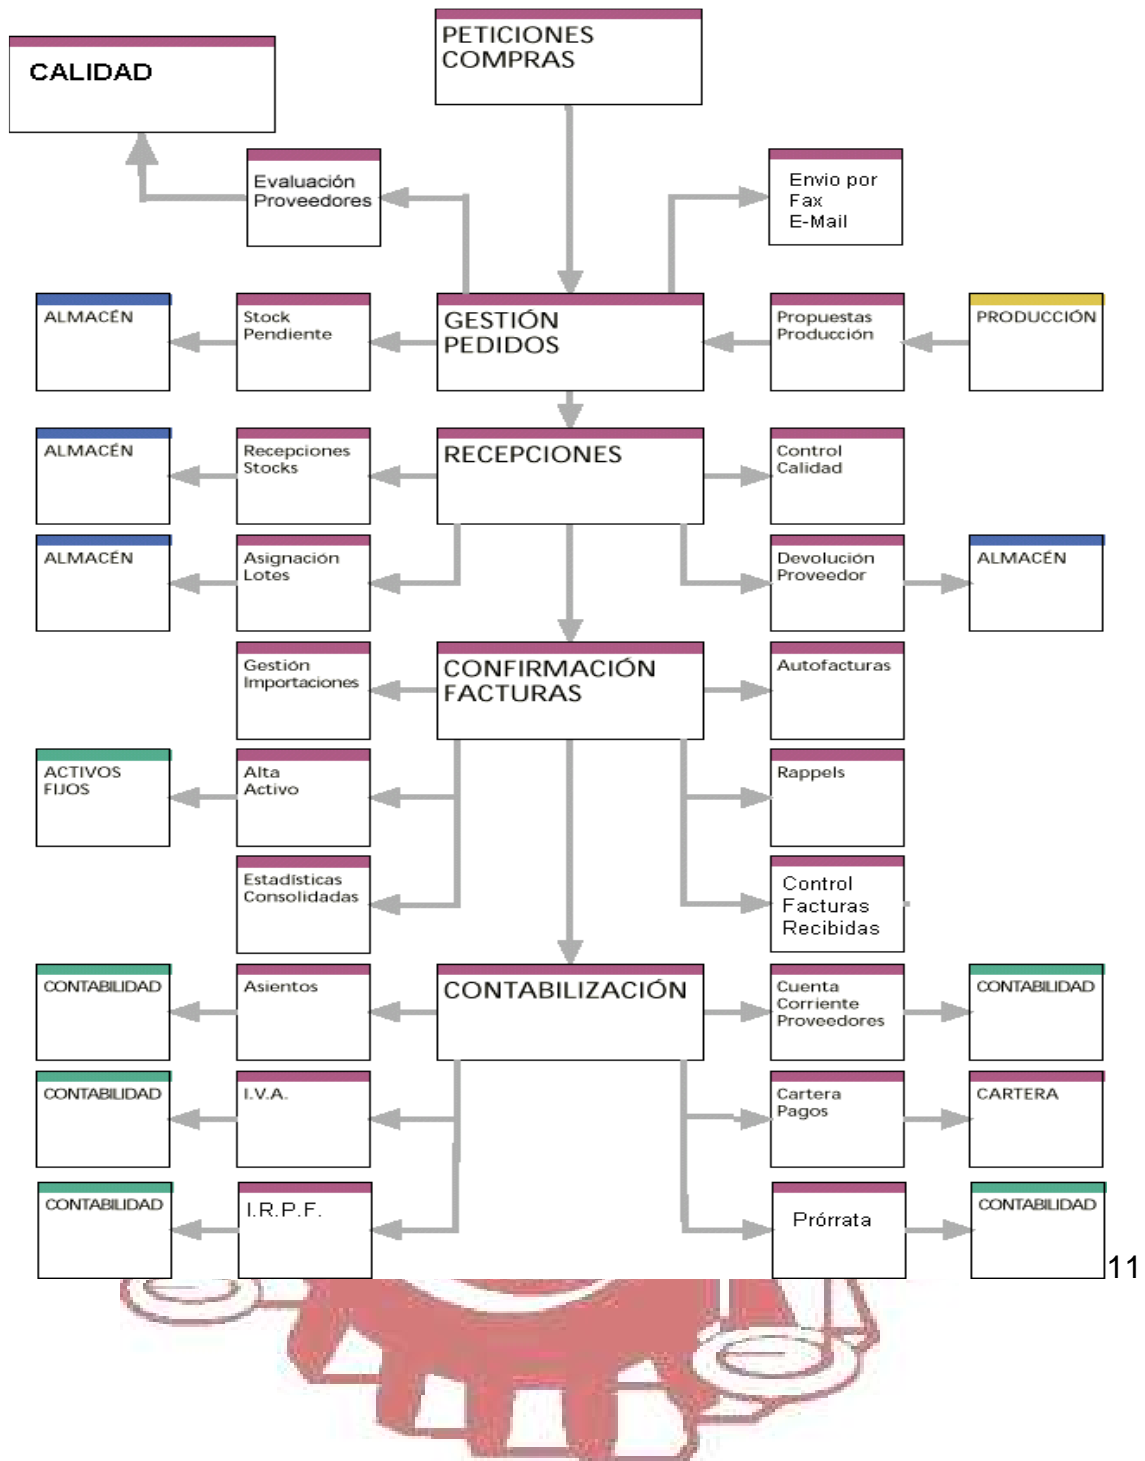 PETICIONES
COMPRAS
CALIDAD
Evaluación
Proveedores
Envio por
Fax
E-Mail
ALMACÉN
Stock
Pendiente
GESTIÓN
PEDIDOS
Propuestas
Producción
PRODUCCIÓN
ALMACÉN
Recepciones
Stocks
RECEPCIONES
Control
Calidad
ALMACÉN
Asignación
Lotes
Devolución
Proveedor
ALMACÉN
Gestión
Importaciones
CONFIRMACIÓN
FACTURAS
Autofacturas
ACTIVOS
FIJOS
Alta
Activo
Rappels
Estadísticas
Consolidadas
Control
Facturas
Recibidas
CONTABILIDAD
Asientos
CONTABILIZACIÓN
Cuenta
Corriente
Proveedores
CONTABILIDAD
CONTABILIDAD
I.V.A.
Cartera
Pagos
CARTERA
CONTABILIDAD
I.R.P.F.
Prórrata
CONTABILIDAD
11